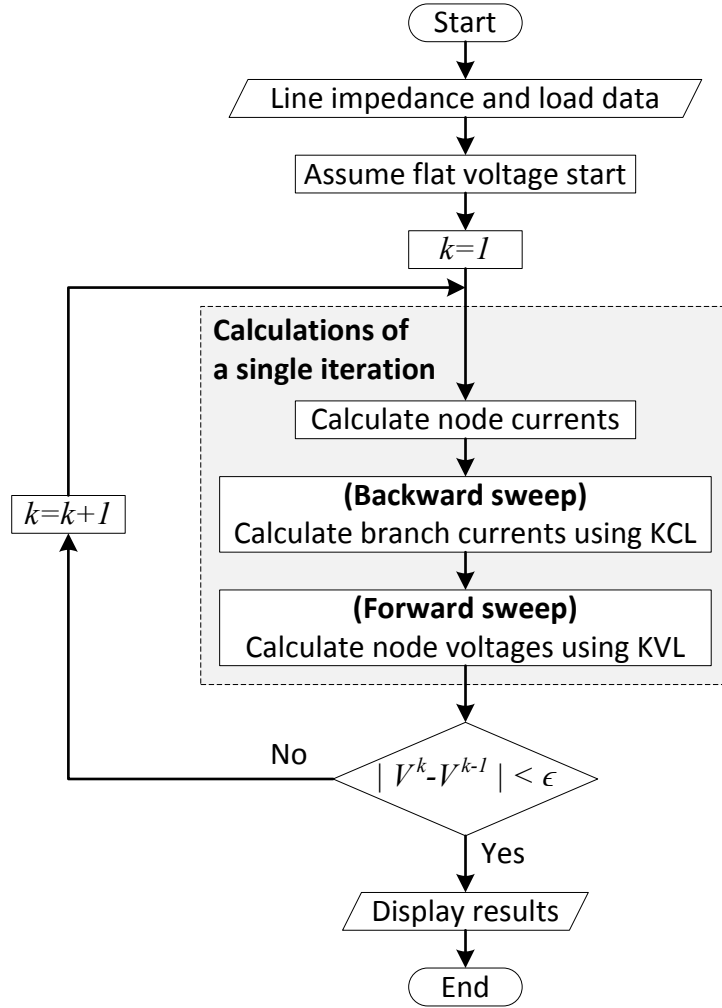 Start
Line impedance and load data
Assume flat voltage start
k=1
Calculations of
a single iteration
Calculate node currents
(Backward sweep)
Calculate branch currents using KCL
k=k+1
(Forward sweep)
Calculate node voltages using KVL
No
| V^k-V^{k-1} | < ϵ
Yes
Display results
End